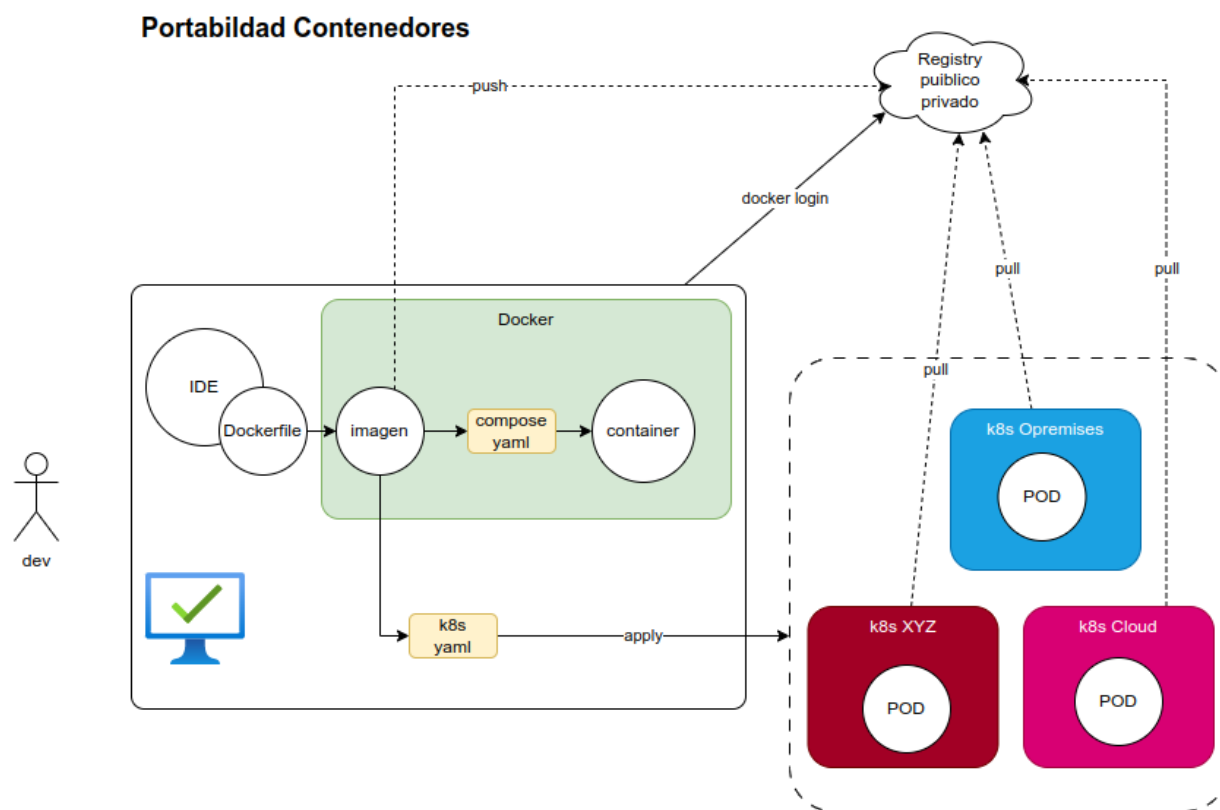 Portabildad Contenedores
Registry
puiblico
privado
push
docker login
pull
pull
pull
Docker
IDE
Dockerfile
imagen
compose
yaml
container
k8s Opremises
POD
dev
k8s
yaml
apply
k8s XYZ
POD
k8s Cloud
POD